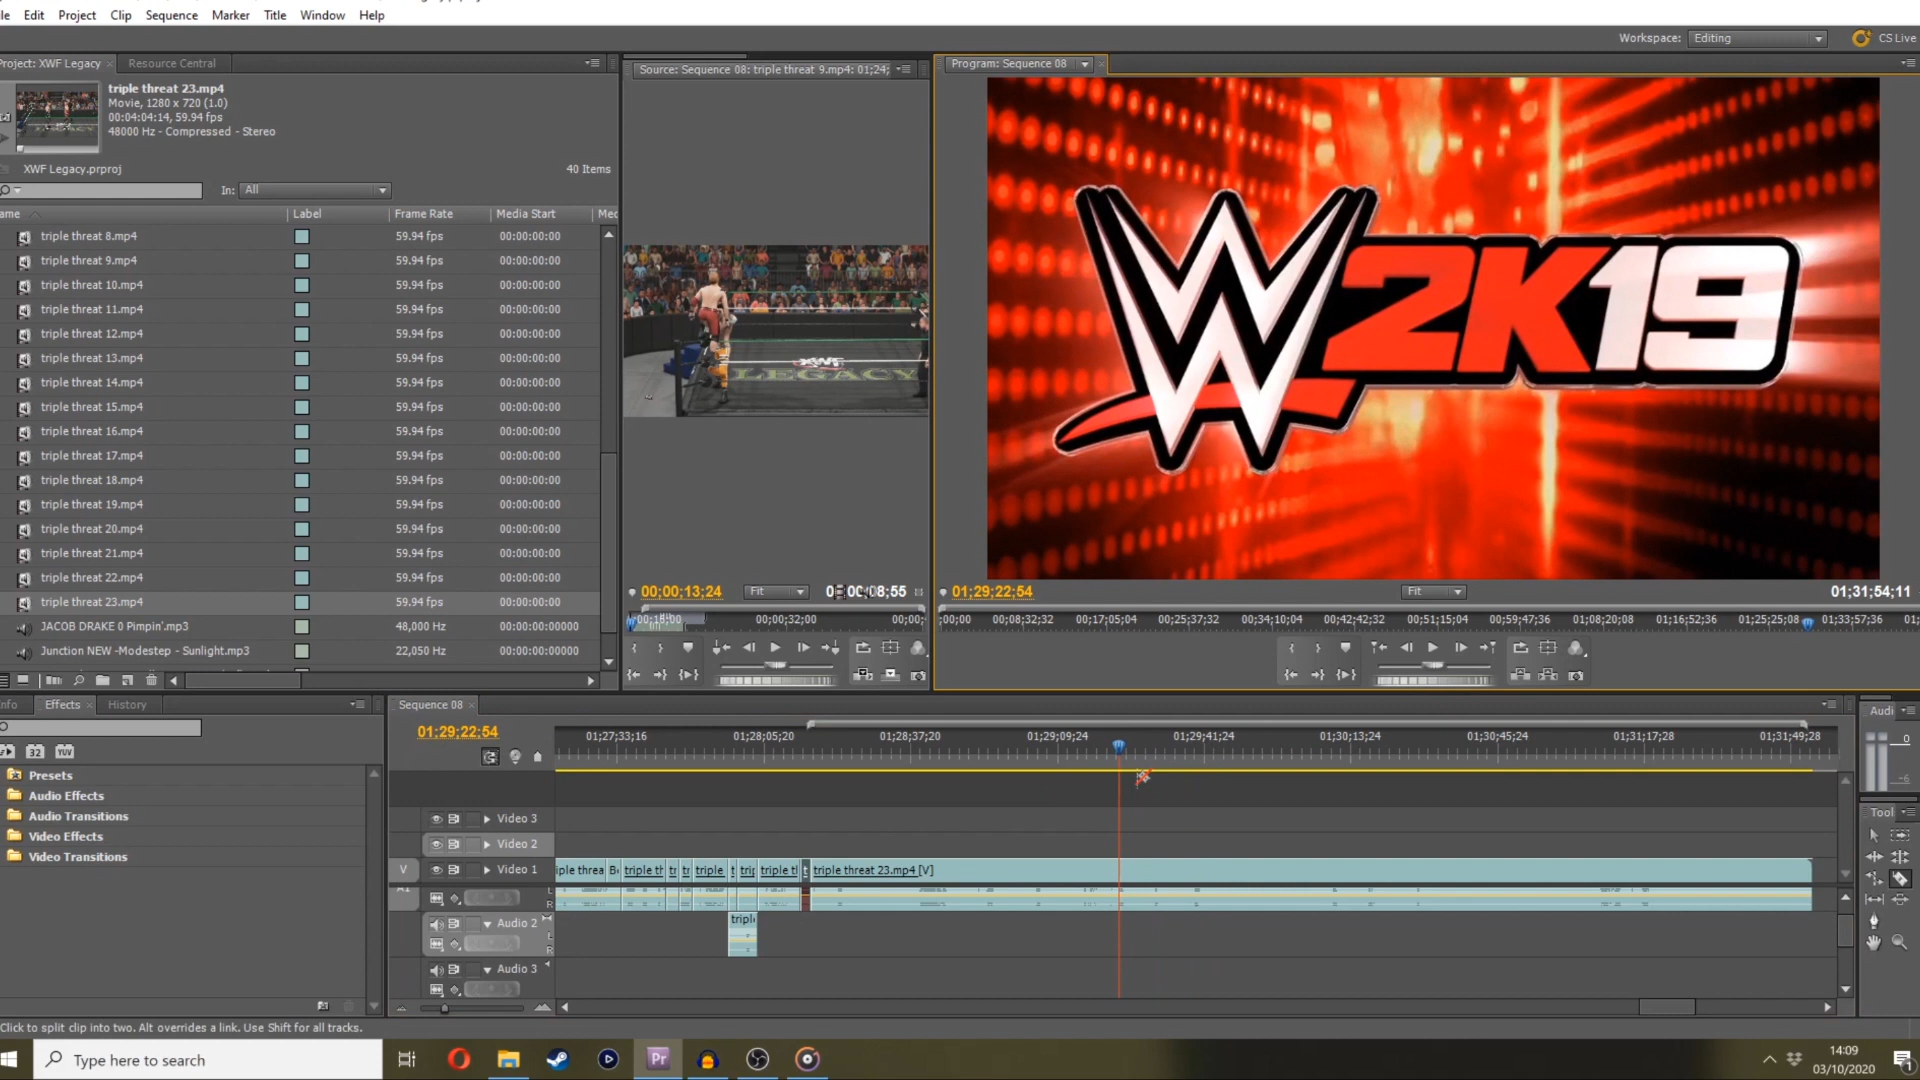 Edit Project Clip Sequence Marker Title Window Help
Workspace: Editing CS Live
Project: XWF Legacy Resource Central
triple threat 23.mp4
Movie, 1280 x 720 (1.0)
00:04:04:14, 59.94 fps
48000 Hz - Compressed - Stereo
XWF Legacy.prproj 40 Items
In: All
Label Frame Rate Media Start
triple threat 8.mp4 59.94 fps 00:00:00:00
triple threat 9.mp4 59.94 fps 00:00:00:00
triple threat 10.mp4 59.94 fps 00:00:00:00
triple threat 11.mp4 59.94 fps 00:00:00:00
triple threat 12.mp4 59.94 fps 00:00:00:00
triple threat 13.mp4 59.94 fps 00:00:00:00
triple threat 14.mp4 59.94 fps 00:00:00:00
triple threat 15.mp4 59.94 fps 00:00:00:00
triple threat 16.mp4 59.94 fps 00:00:00:00
triple threat 17.mp4 59.94 fps 00:00:00:00
triple threat 18.mp4 59.94 fps 00:00:00:00
triple threat 19.mp4 59.94 fps 00:00:00:00
triple threat 20.mp4 59.94 fps 00:00:00:00
triple threat 21.mp4 59.94 fps 00:00:00:00
triple threat 22.mp4 59.94 fps 00:00:00:00
triple threat 23.mp4 59.94 fps 00:00:00:00
JACOB DRAKE 0 Pimpin'.mp3 48,000 Hz 00:00:00:00000
Junction NEW -Modestep - Sunlight.mp3 22,050 Hz 00:00:00:00000
Source: Sequence 08: triple threat 9.mp4: 01;24;
XWF
LEGACY
00;00;13;24 Fit
00;00;32;00 00;00;
Program: Sequence 08
W2K19
01;29;22;54 Fit 01;31;54;11
;00;00 00;08;32;32 00;17;05;04 00;25;37;32 00;34;10;04 00;42;42;32 00;51;15;04 00;59;47;36 01;08;20;08 01;16;52;36 01;25;25;08 01;33;57;36 01;
Effects History
32 YUV
Presets
Audio Effects
Audio Transitions
Video Effects
Video Transitions
Sequence 08
01;29;22;54
01;27;33;16 01;28;05;20 01;28;37;20 01;29;09;24 01;29;41;24 01;30;13;24 01;30;45;24 01;31;17;28 01;31;49;28
Video 3
Video 2
V Video 1 triple threat 23.mp4 [V]
A1 L
R
Audio 2 tripl
L
R
Audio 3
Audi
0
-6
Tool
Click to split clip into two. Alt overrides a link. Use Shift for all tracks.
Type here to search
Pr
14:09
03/10/2020